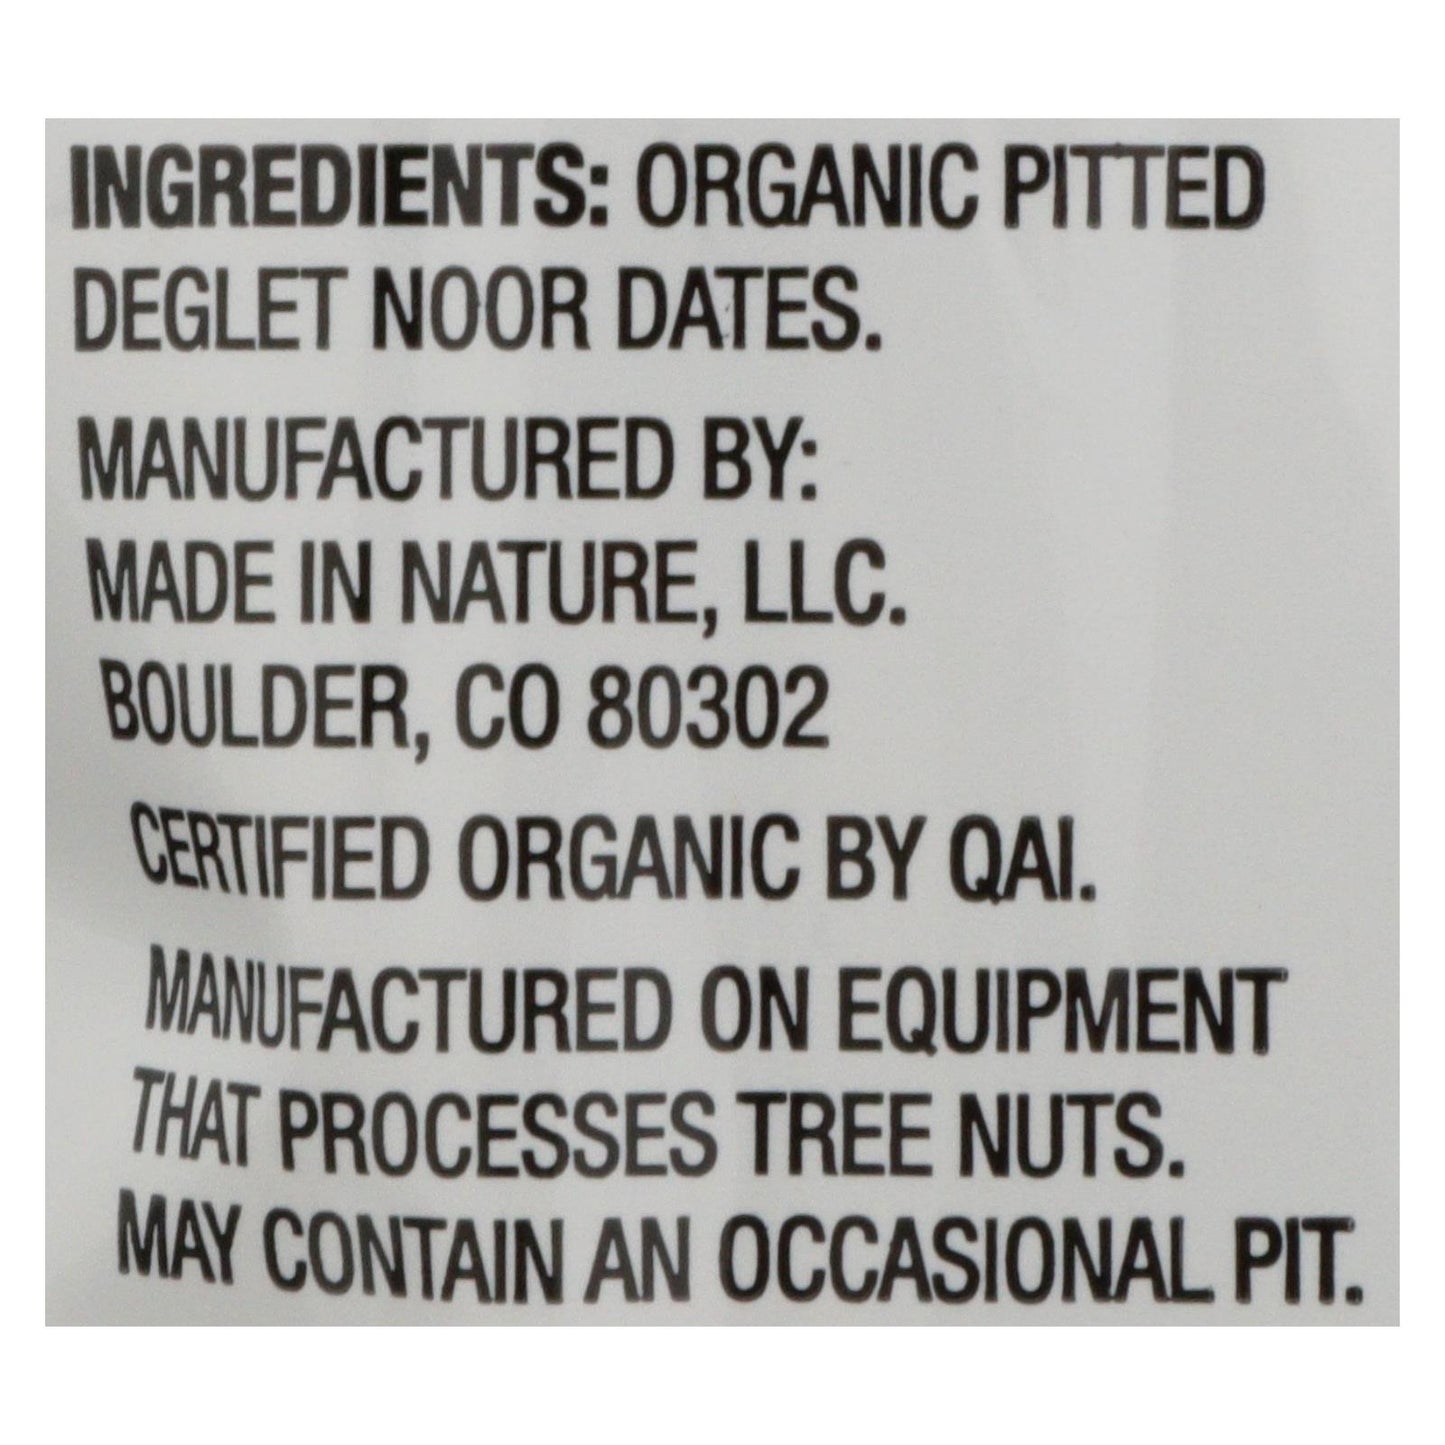 INGREDIENTS: ORGANIC PITTED
DEGLET NOOR DATES.
MANUFACTURED BY:
MADE IN NATURE, LLC.
BOULDER, CO 80302
CERTIFIED ORGANIC BY QAI.
MANUFACTURED ON EQUIPMENT
THAT PROCESSES TREE NUTS.
MAY CONTAIN AN OCCASIONAL PIT.